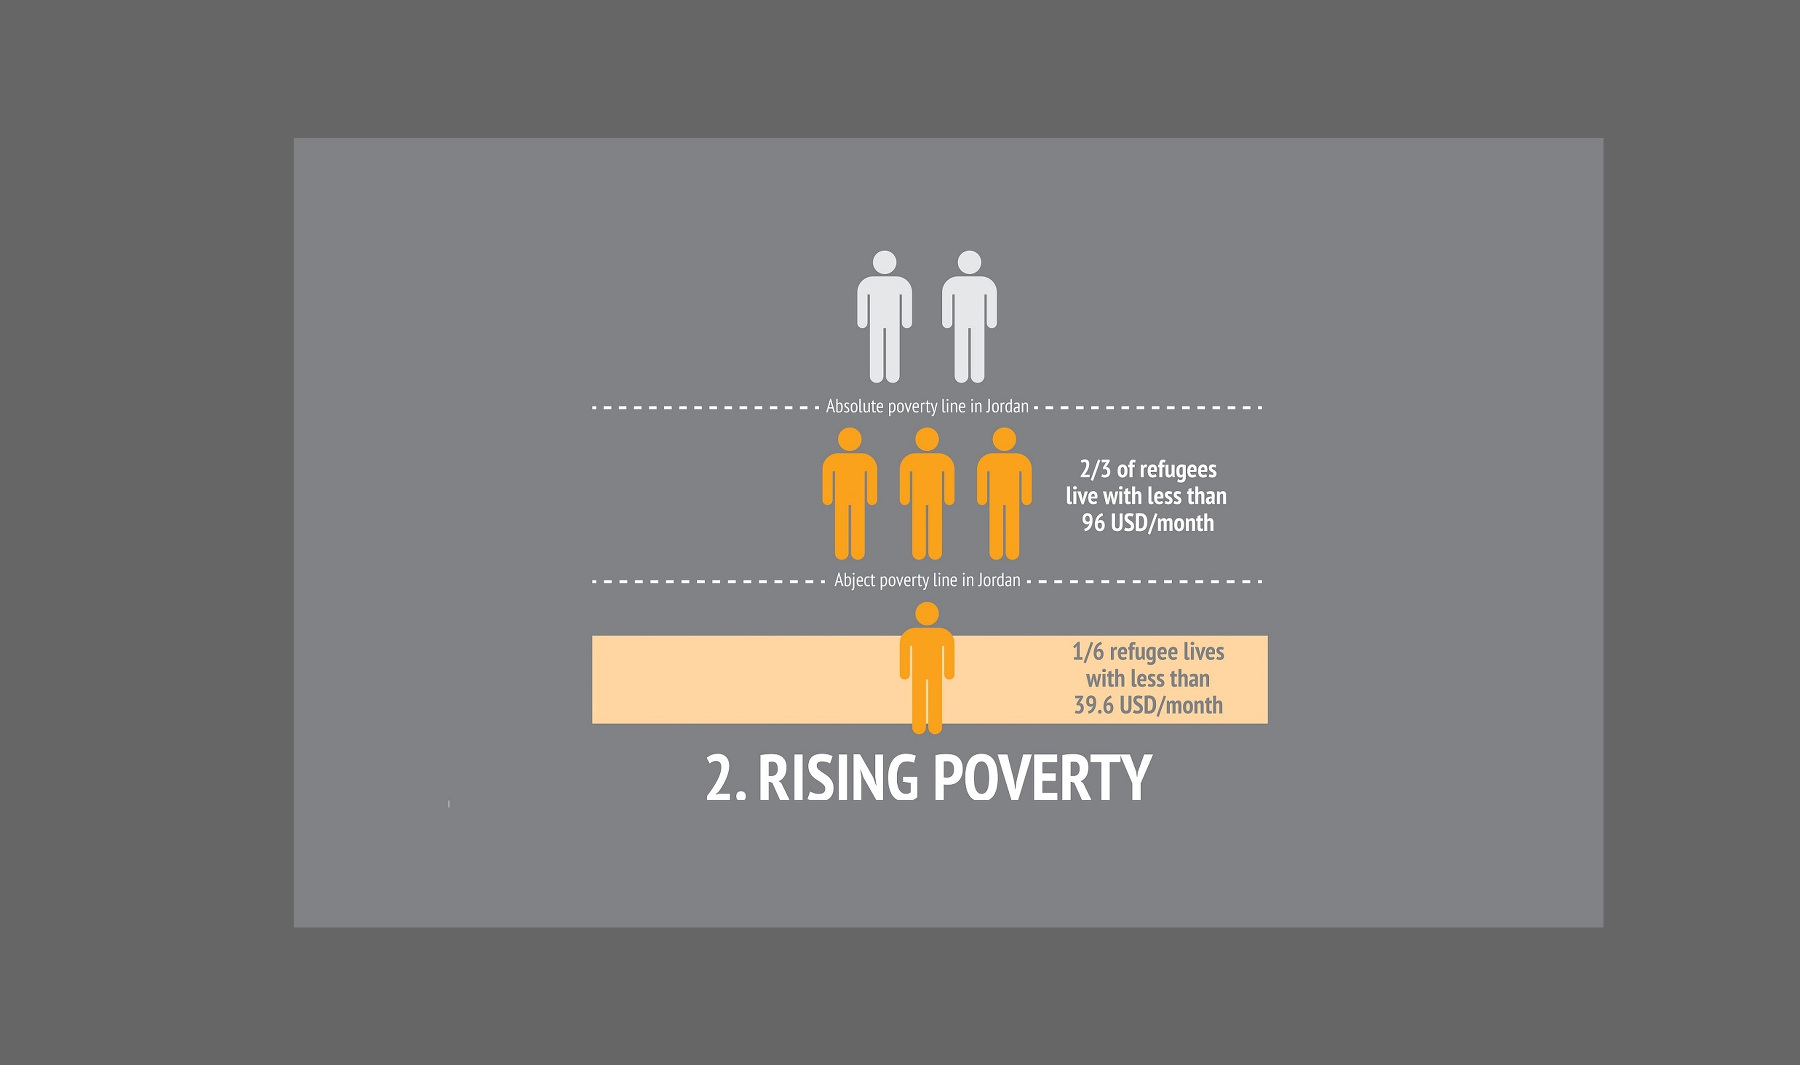 Absolute poverty line in Jordan
2/3 of refugees
live with less than
96 USD/month
Abject poverty line in Jordan
1/6 refugee lives
with less than
39.6 USD/month
2. RISING POVERTY